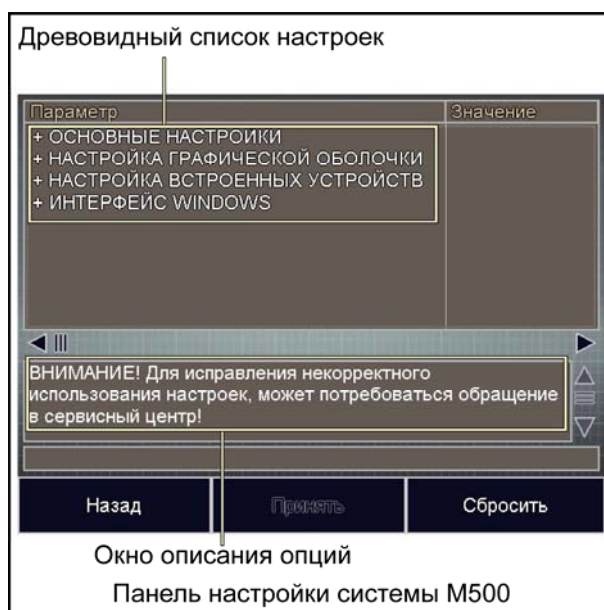 Древовидный список настроек
Параметр Значение
+ ОСНОВНЫЕ НАСТРОЙКИ
+ НАСТРОЙКА ГРАФИЧЕСКОЙ ОБОЛОЧКИ
+ НАСТРОЙКА ВСТРОЕННЫХ УСТРОЙСТВ
+ ИНТЕРФЕЙС WINDOWS
ВНИМАНИЕ! Для исправления некорректного
использования настроек, может потребоваться обращение
в сервисный центр!
Назад Принять Сбросить
Окно описания опций
Панель настройки системы М500